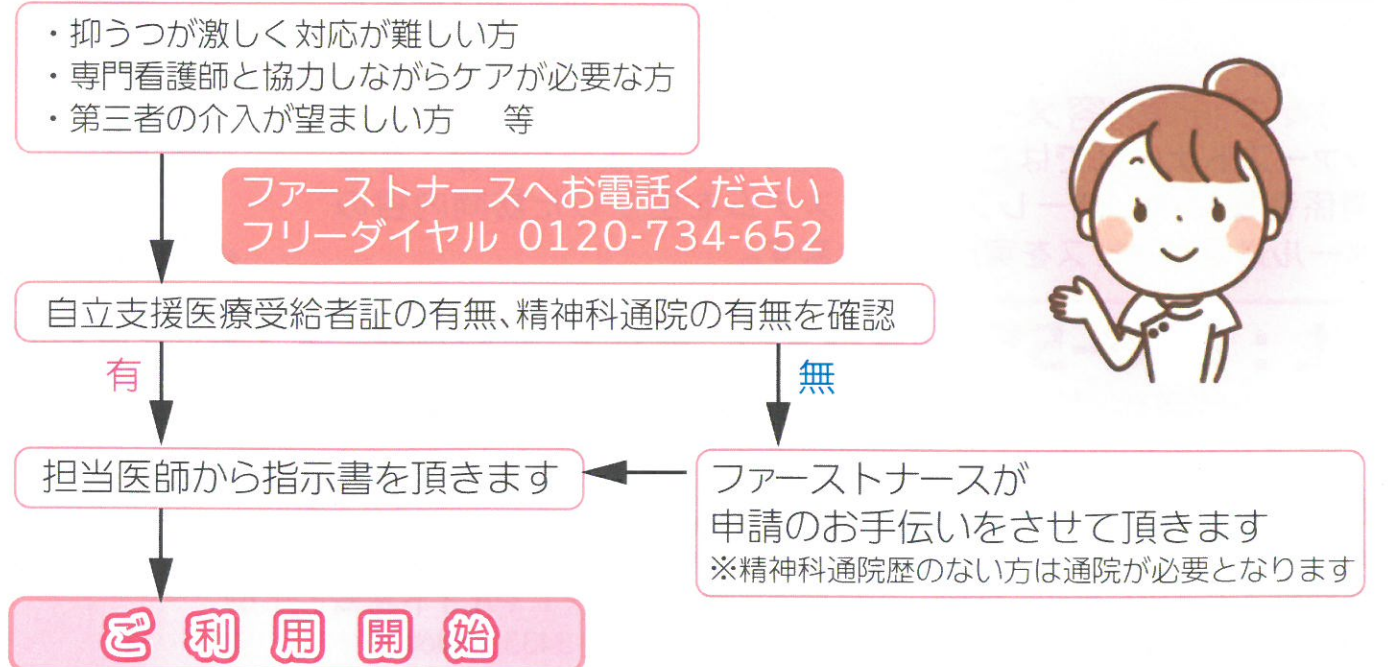 ・抑うつが激しく対応が難しい方
・専門看護師と協力しながらケアが必要な方
・第三者の介入が望ましい方　等
ファーストナースへお電話ください
フリーダイヤル 0120-734-652
自立支援医療受給者証の有無、精神科通院の有無を確認
有
無
担当医師から指示書を頂きます
ファーストナースが
申請のお手伝いをさせて頂きます
※精神科通院歴のない方は通院が必要となります
ご利用開始